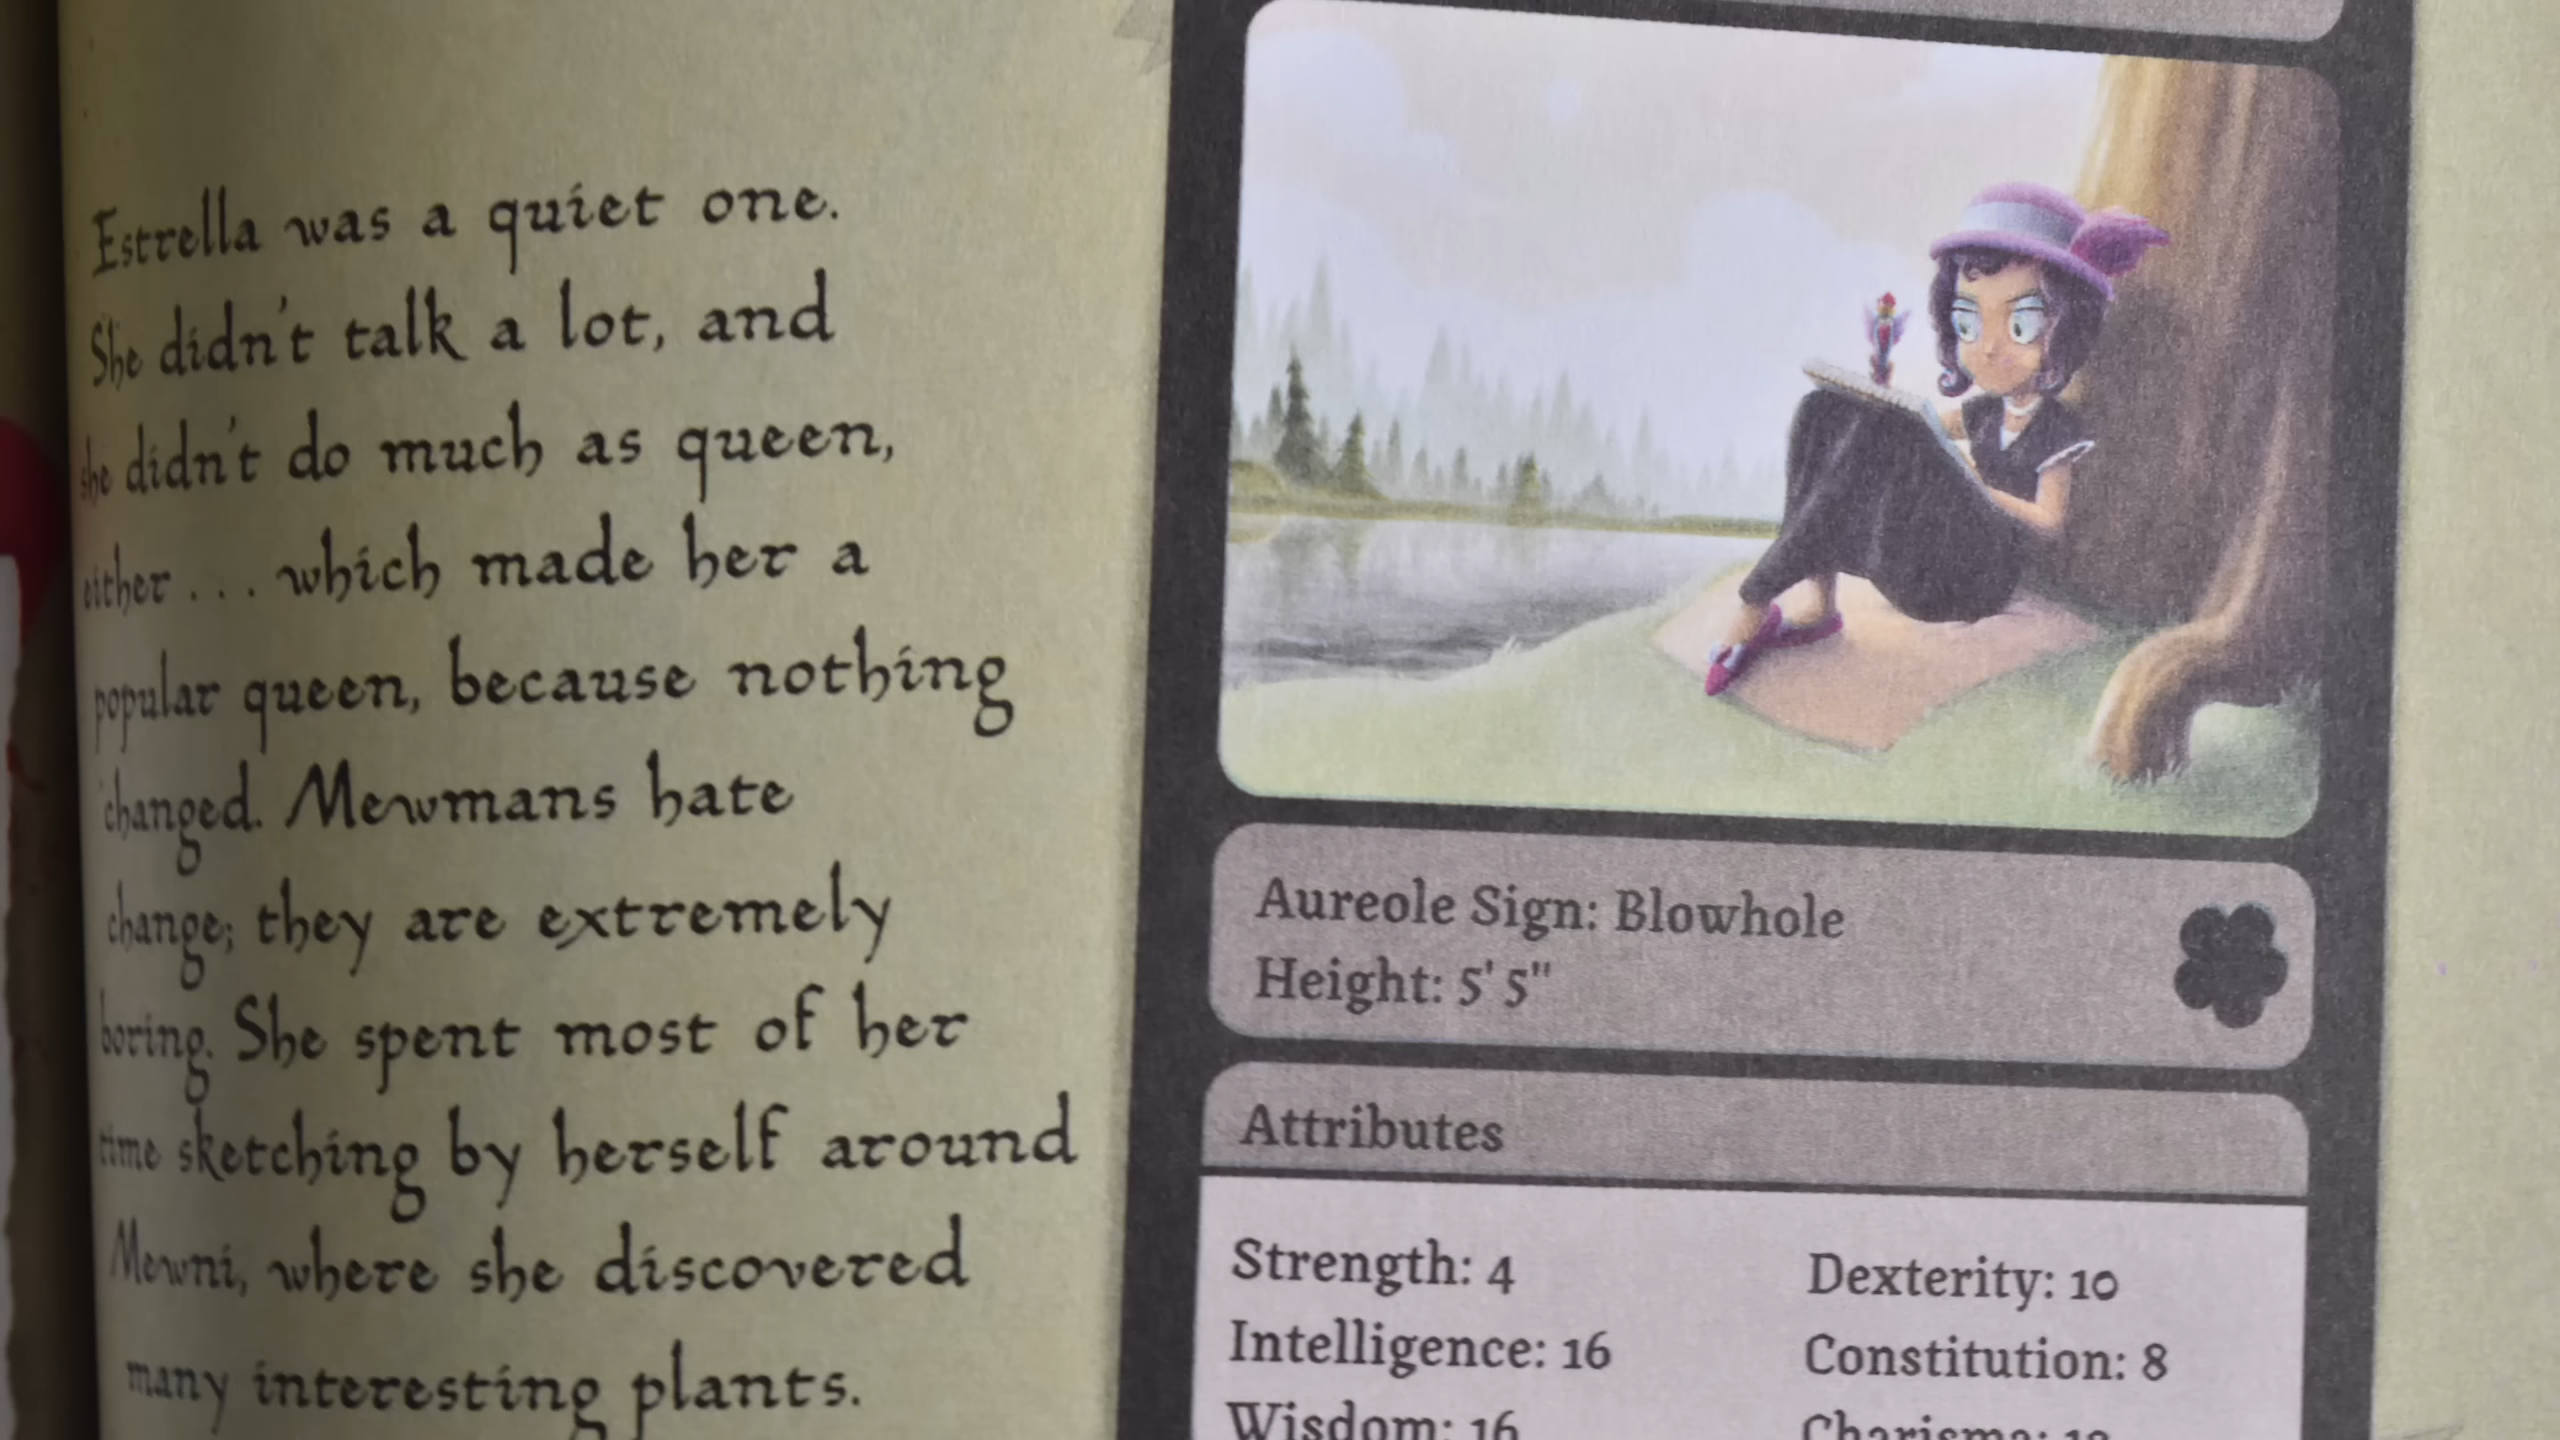 Estrella was a quiet one.
She didn't talk a lot, and
she didn't do much as queen,
either . . . which made her a
popular queen, because nothing
changed. Mewmans hate
change; they are extremely
boring. She spent most of her
time sketching by herself around
Mewni, where she discovered
many interesting plants.
Aureole Sign: Blowhole
Height: 5' 5"
Attributes
Strength: 4
Dexterity: 10
Intelligence: 16
Constitution: 8
Wisdom: 16
Charisma: